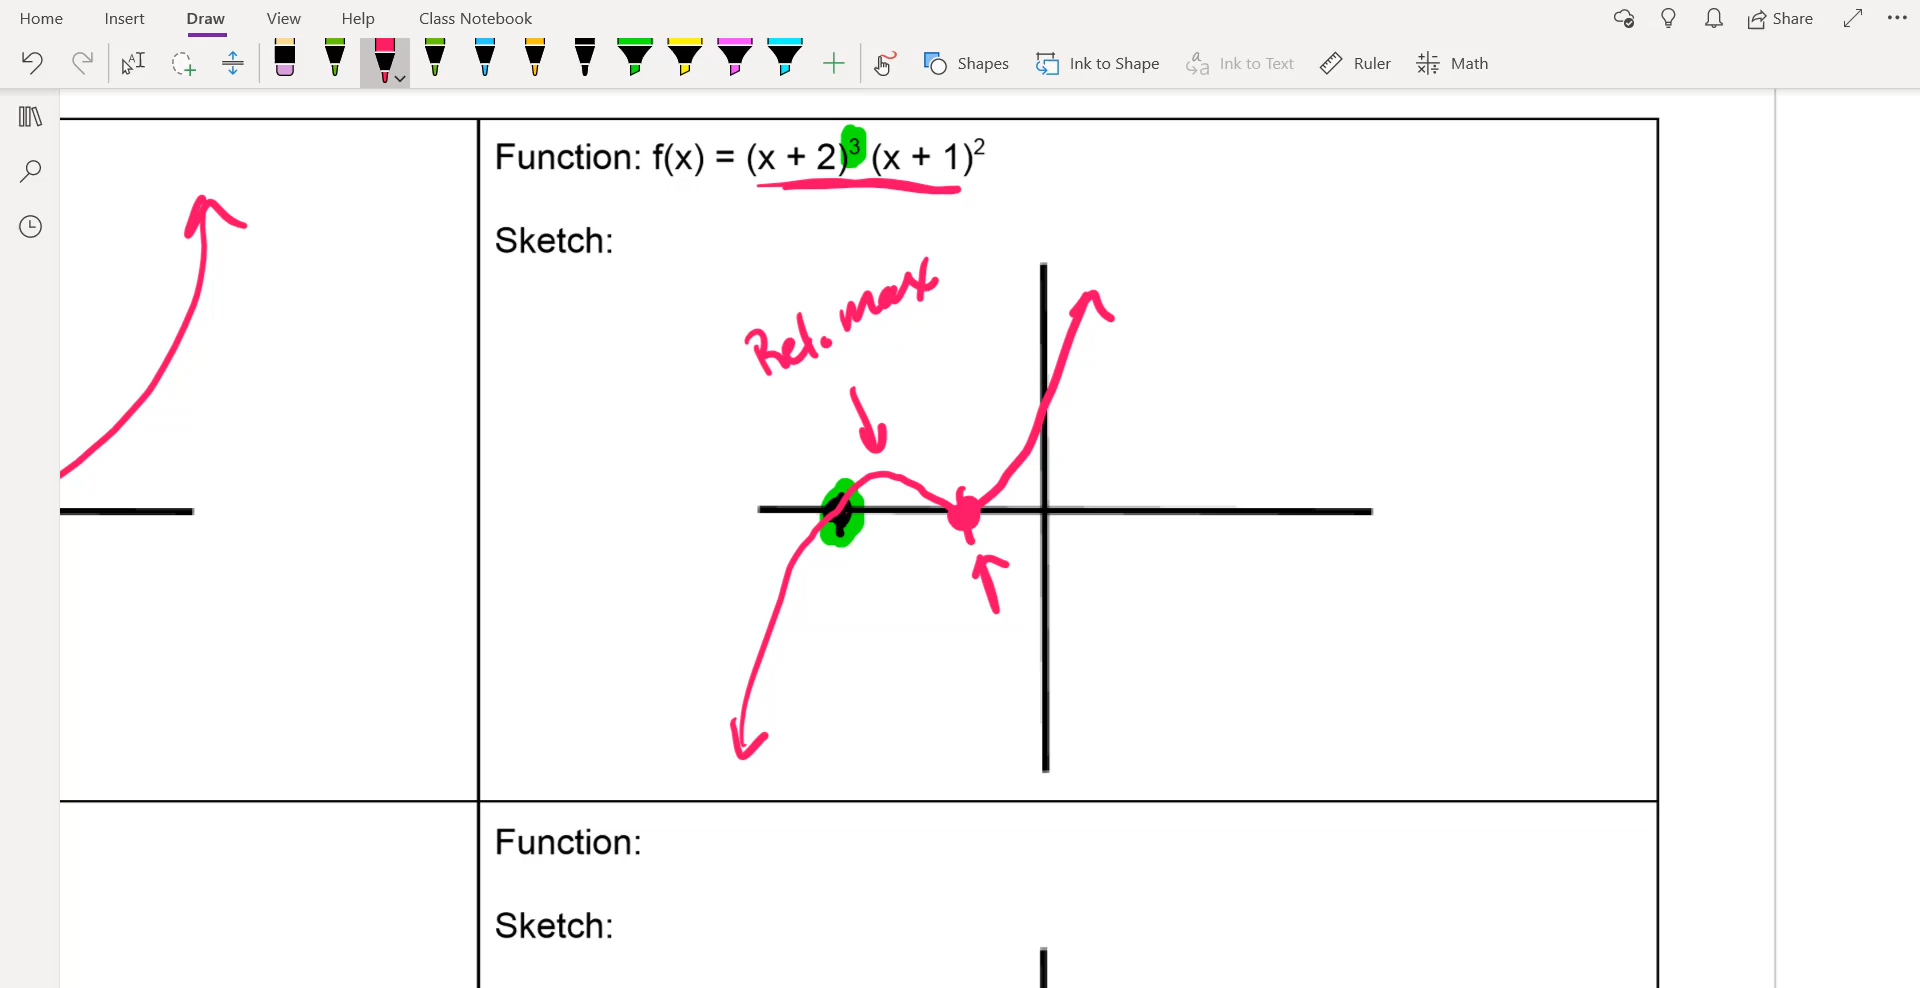 Home Insert Draw View Help Class Notebook Share
Shapes Ink to Shape Ink to Text Ruler Math
Function: f(x) = (x + 2)³ (x + 1)²
Sketch:
Rel. max
Function:
Sketch: